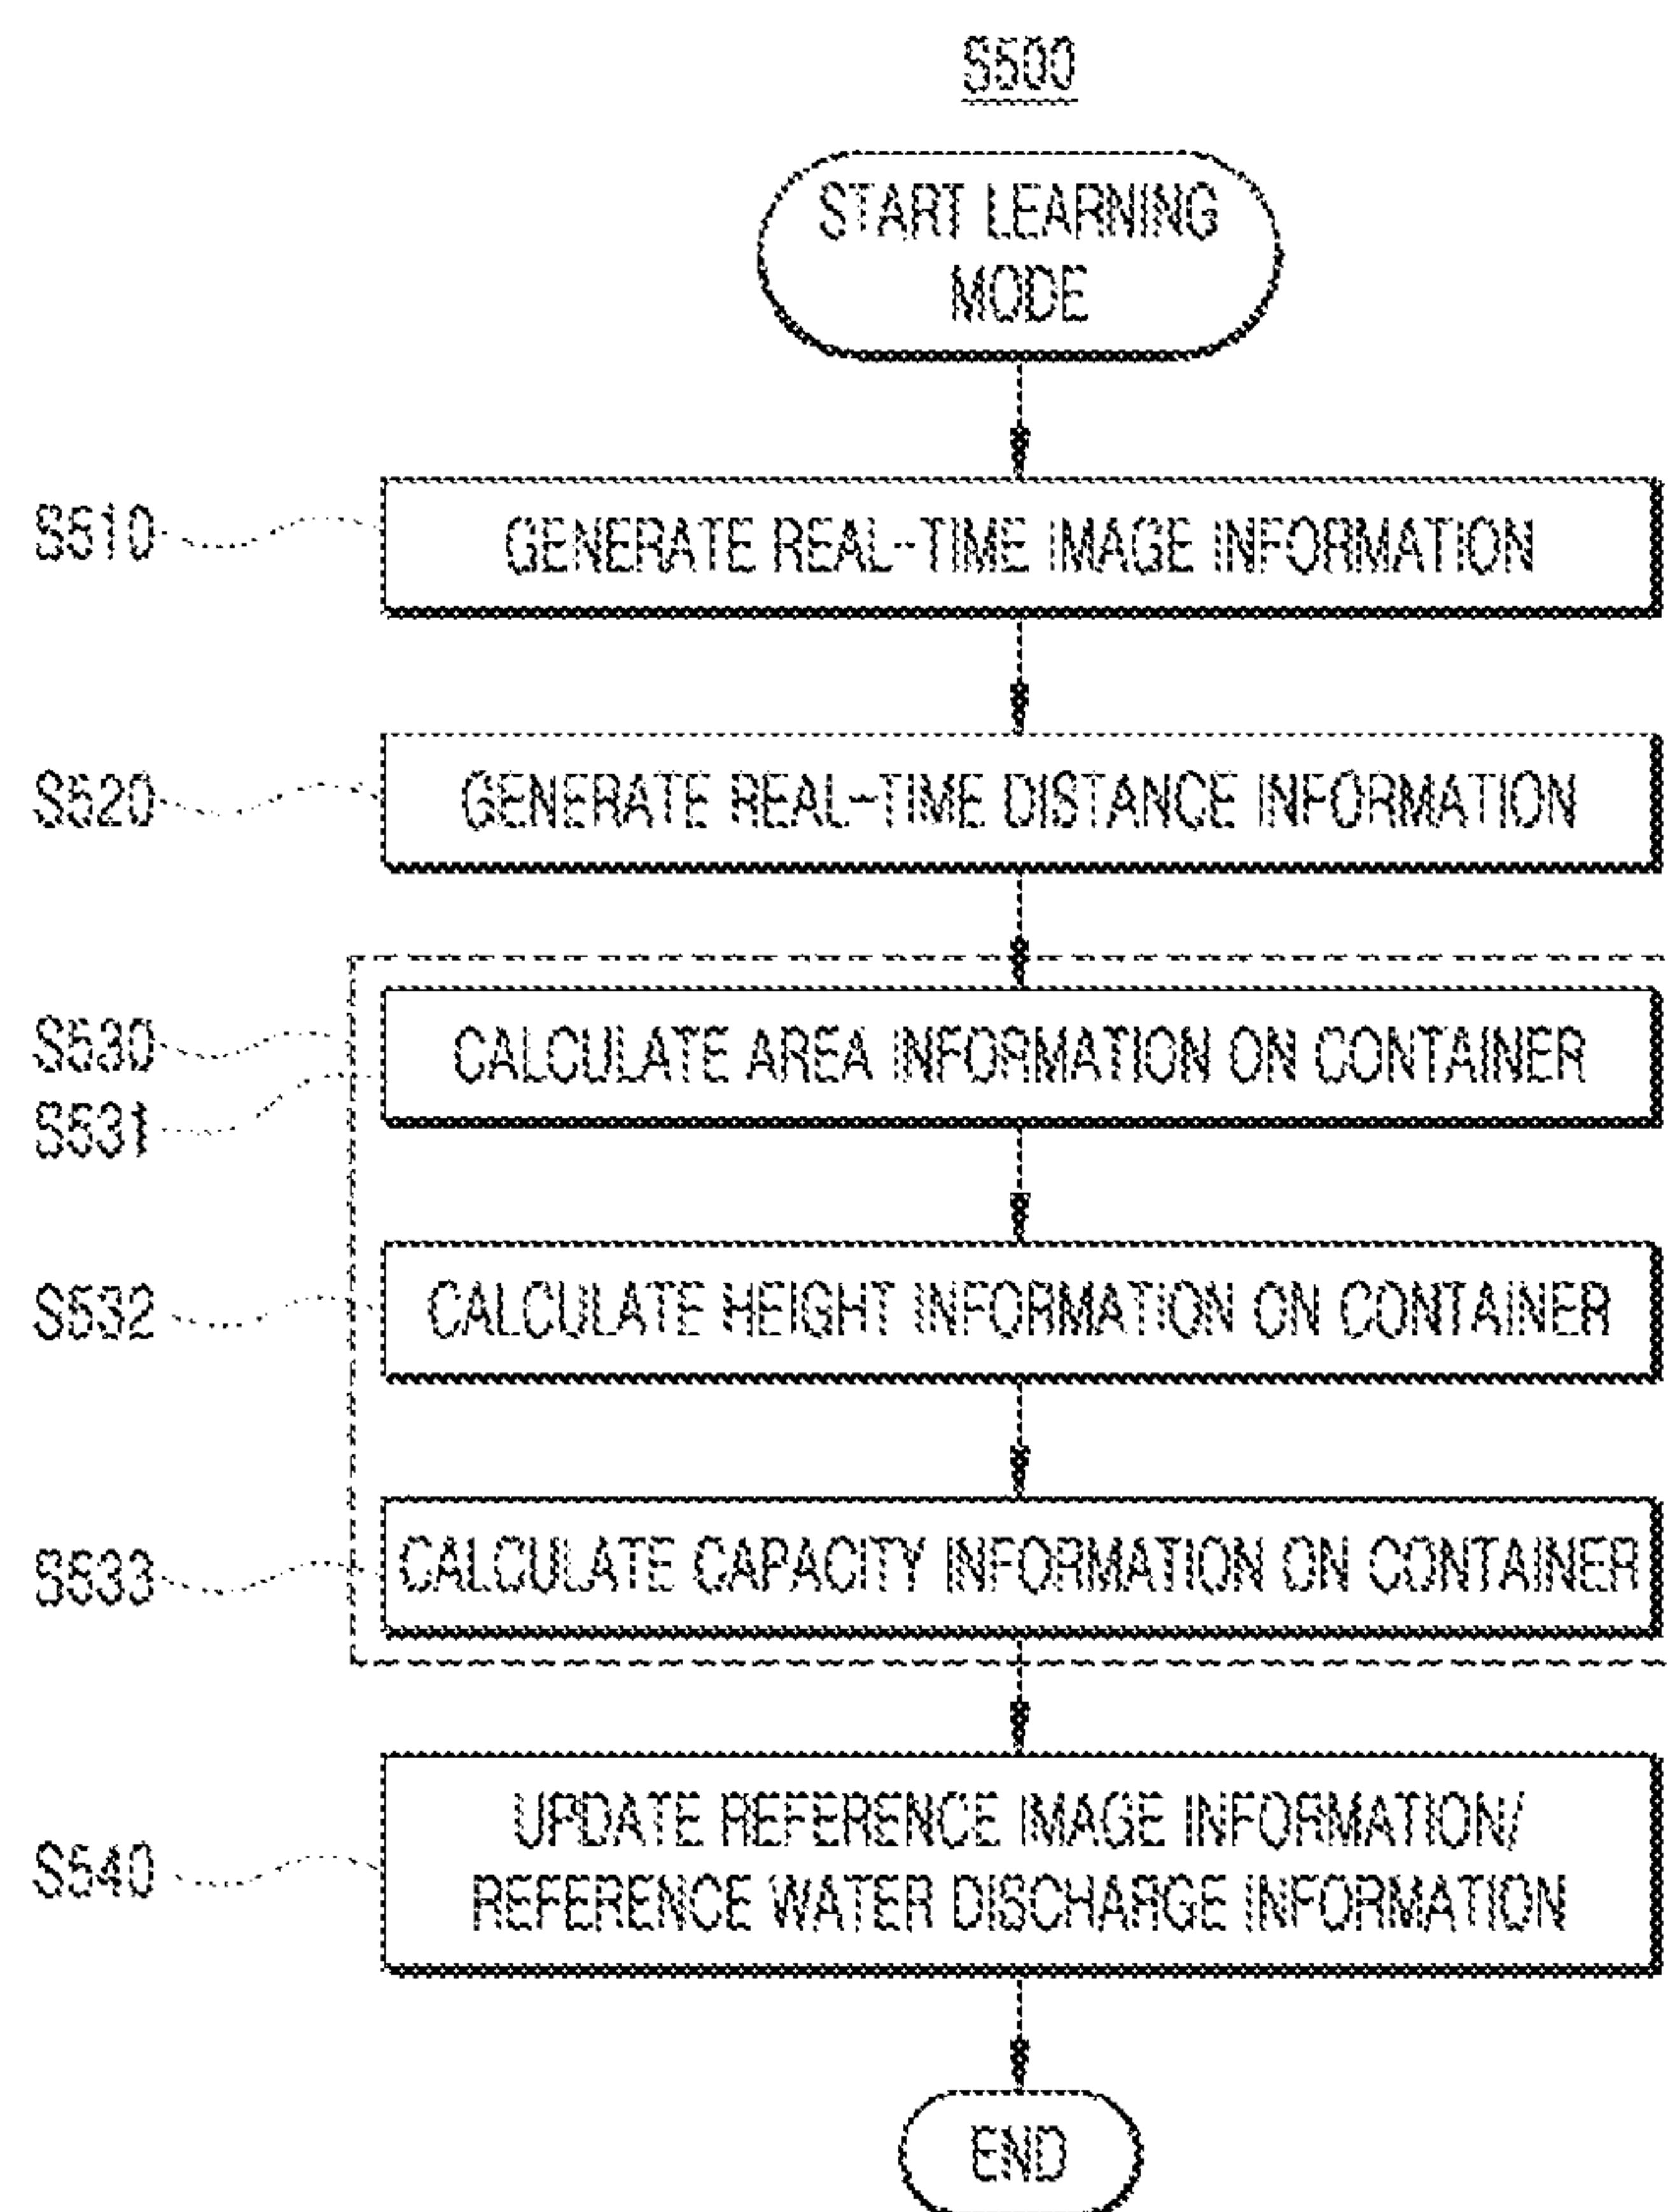 S500
START LEARNING
MODE
S510
GENERATE REAL-TIME IMAGE INFORMATION
S520
GENERATE REAL-TIME DISTANCE INFORMATION
S530
CALCULATE AREA INFORMATION ON CONTAINER
S531
S532
CALCULATE HEIGHT INFORMATION ON CONTAINER
S533
CALCULATE CAPACITY INFORMATION ON CONTAINER
S540
UPDATE REFERENCE IMAGE INFORMATION/
REFERENCE WATER DISCHARGE INFORMATION
END